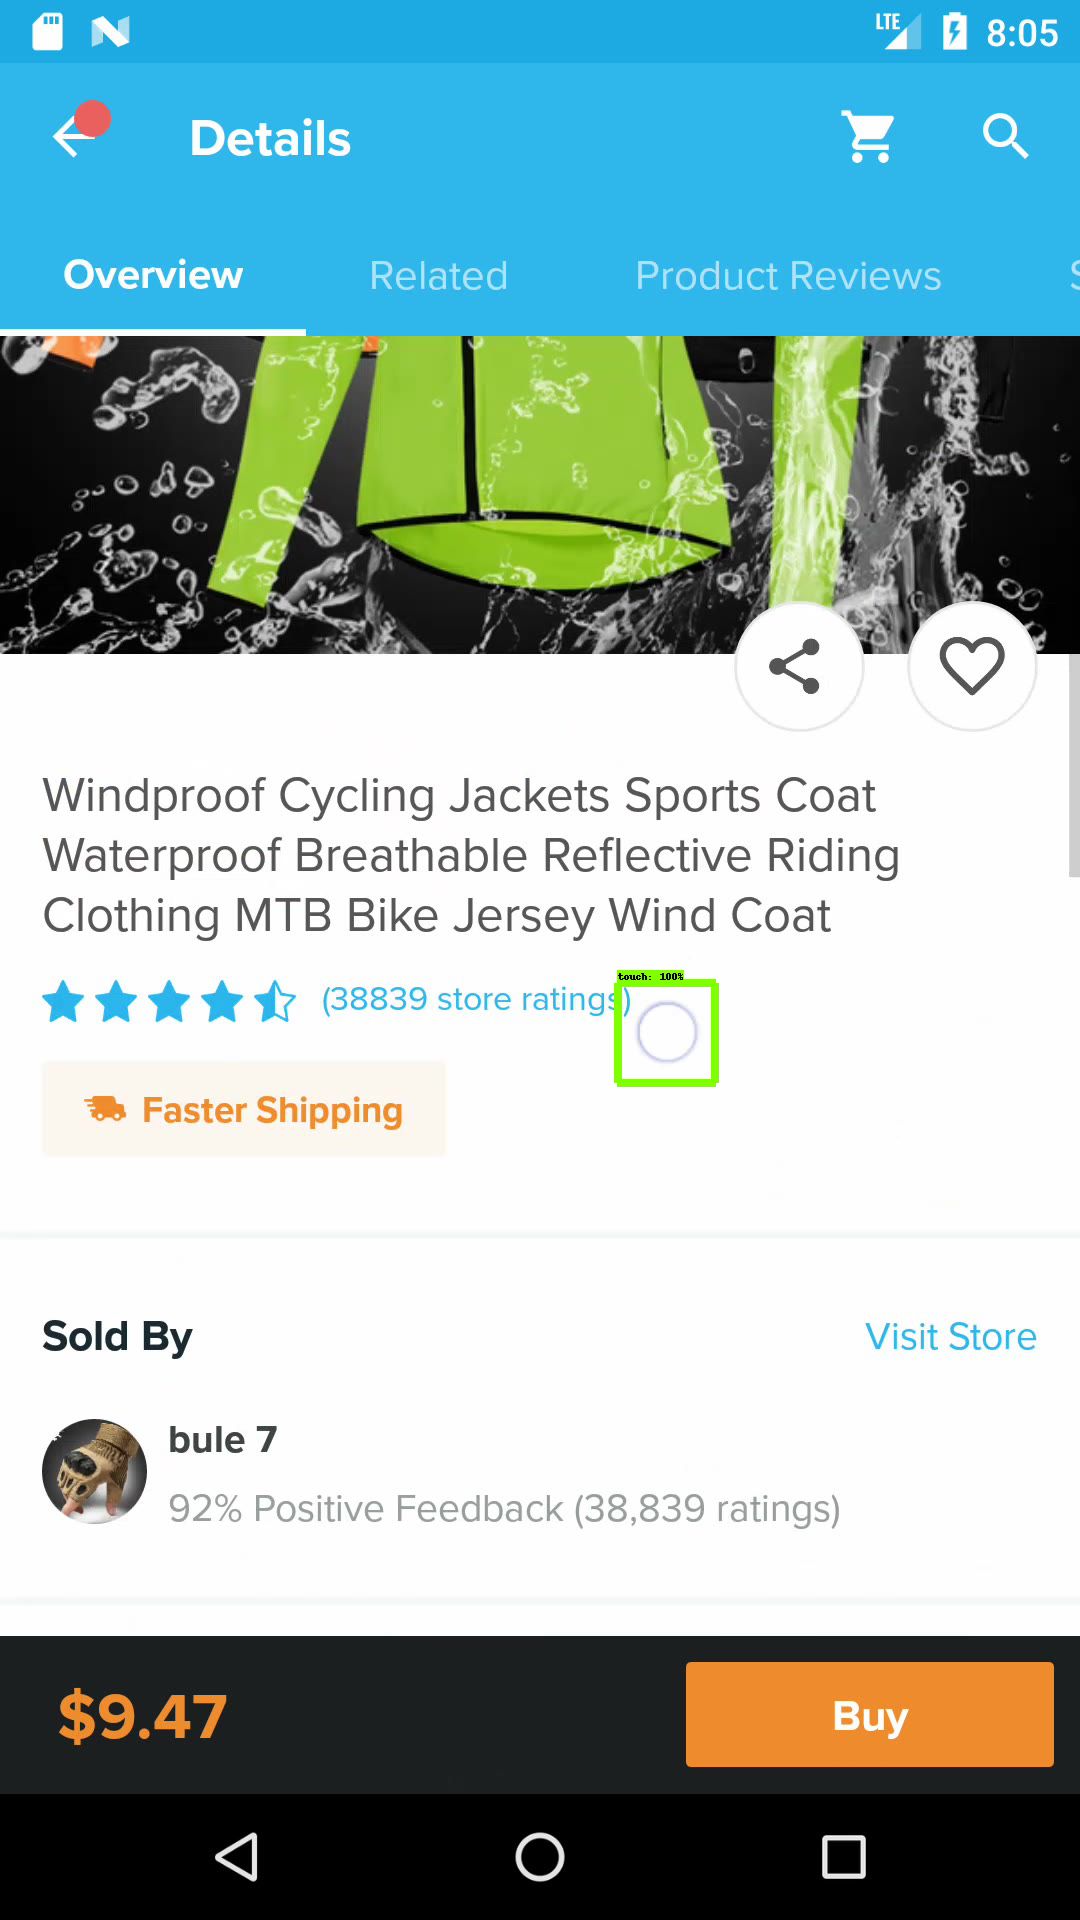 LTE 8:05
Details
Overview Related Product Reviews
Windproof Cycling Jackets Sports Coat
Waterproof Breathable Reflective Riding
Clothing MTB Bike Jersey Wind Coat
touch: 100%
(38839 store ratings)
Faster Shipping
Sold By Visit Store
bule 7
92% Positive Feedback (38,839 ratings)
$9.47 Buy